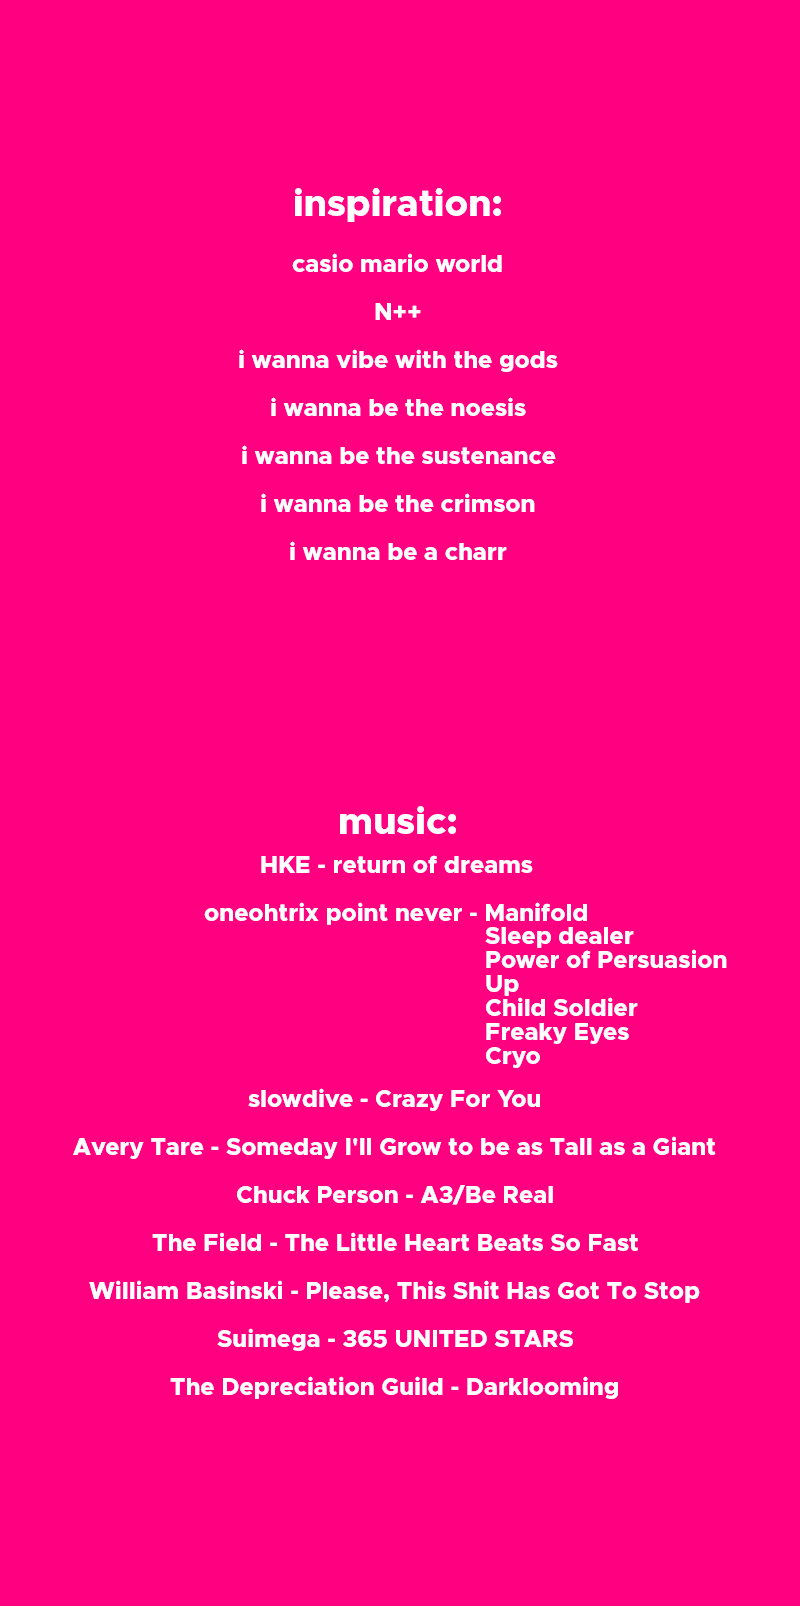 inspiration:
casio mario world
N++
i wanna vibe with the gods
i wanna be the noesis
i wanna be the sustenance
i wanna be the crimson
i wanna be a charr
music:
HKE - return of dreams
oneohtrix point never - Manifold
Sleep dealer
Power of Persuasion
Up
Child Soldier
Freaky Eyes
Cryo
slowdive - Crazy For You
Avery Tare - Someday I'll Grow to be as Tall as a Giant
Chuck Person - A3/Be Real
The Field - The Little Heart Beats So Fast
William Basinski - Please, This Shit Has Got To Stop
Suimega - 365 UNITED STARS
The Depreciation Guild - Darklooming